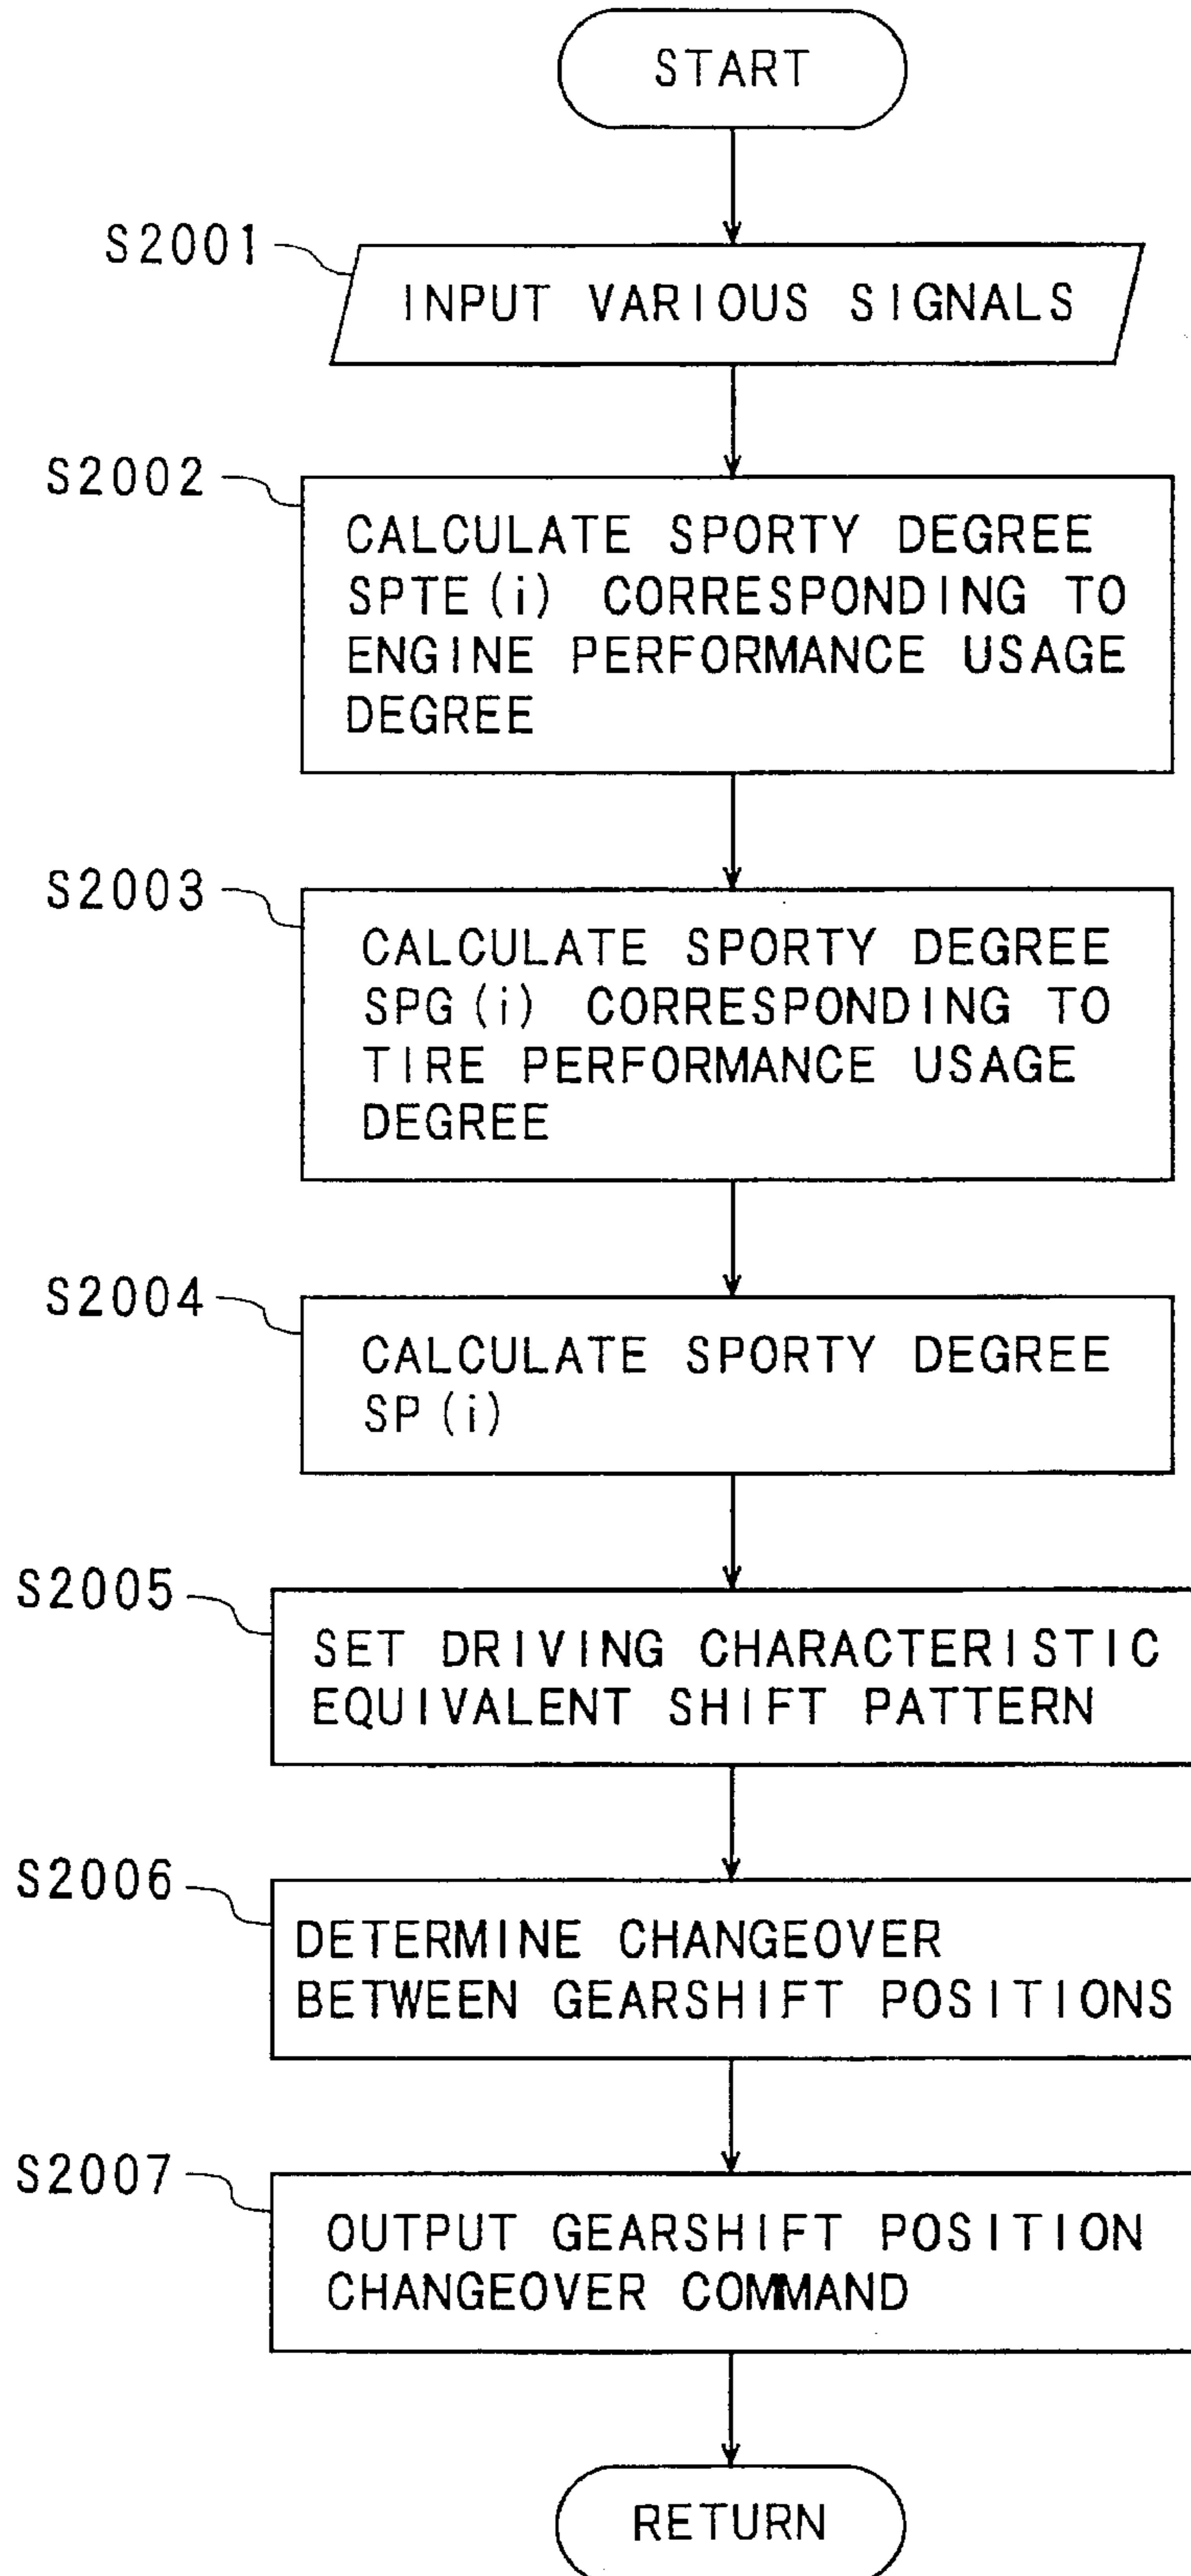 START
S2001
INPUT VARIOUS SIGNALS
S2002
CALCULATE SPORTY DEGREE
SPTE(i) CORRESPONDING TO
ENGINE PERFORMANCE USAGE
DEGREE
S2003
CALCULATE SPORTY DEGREE
SPG(i) CORRESPONDING TO
TIRE PERFORMANCE USAGE
DEGREE
S2004
CALCULATE SPORTY DEGREE
SP(i)
S2005
SET DRIVING CHARACTERISTIC
EQUIVALENT SHIFT PATTERN
S2006
DETERMINE CHANGEOVER
BETWEEN GEARSHIFT POSITIONS
S2007
OUTPUT GEARSHIFT POSITION
CHANGEOVER COMMAND
RETURN